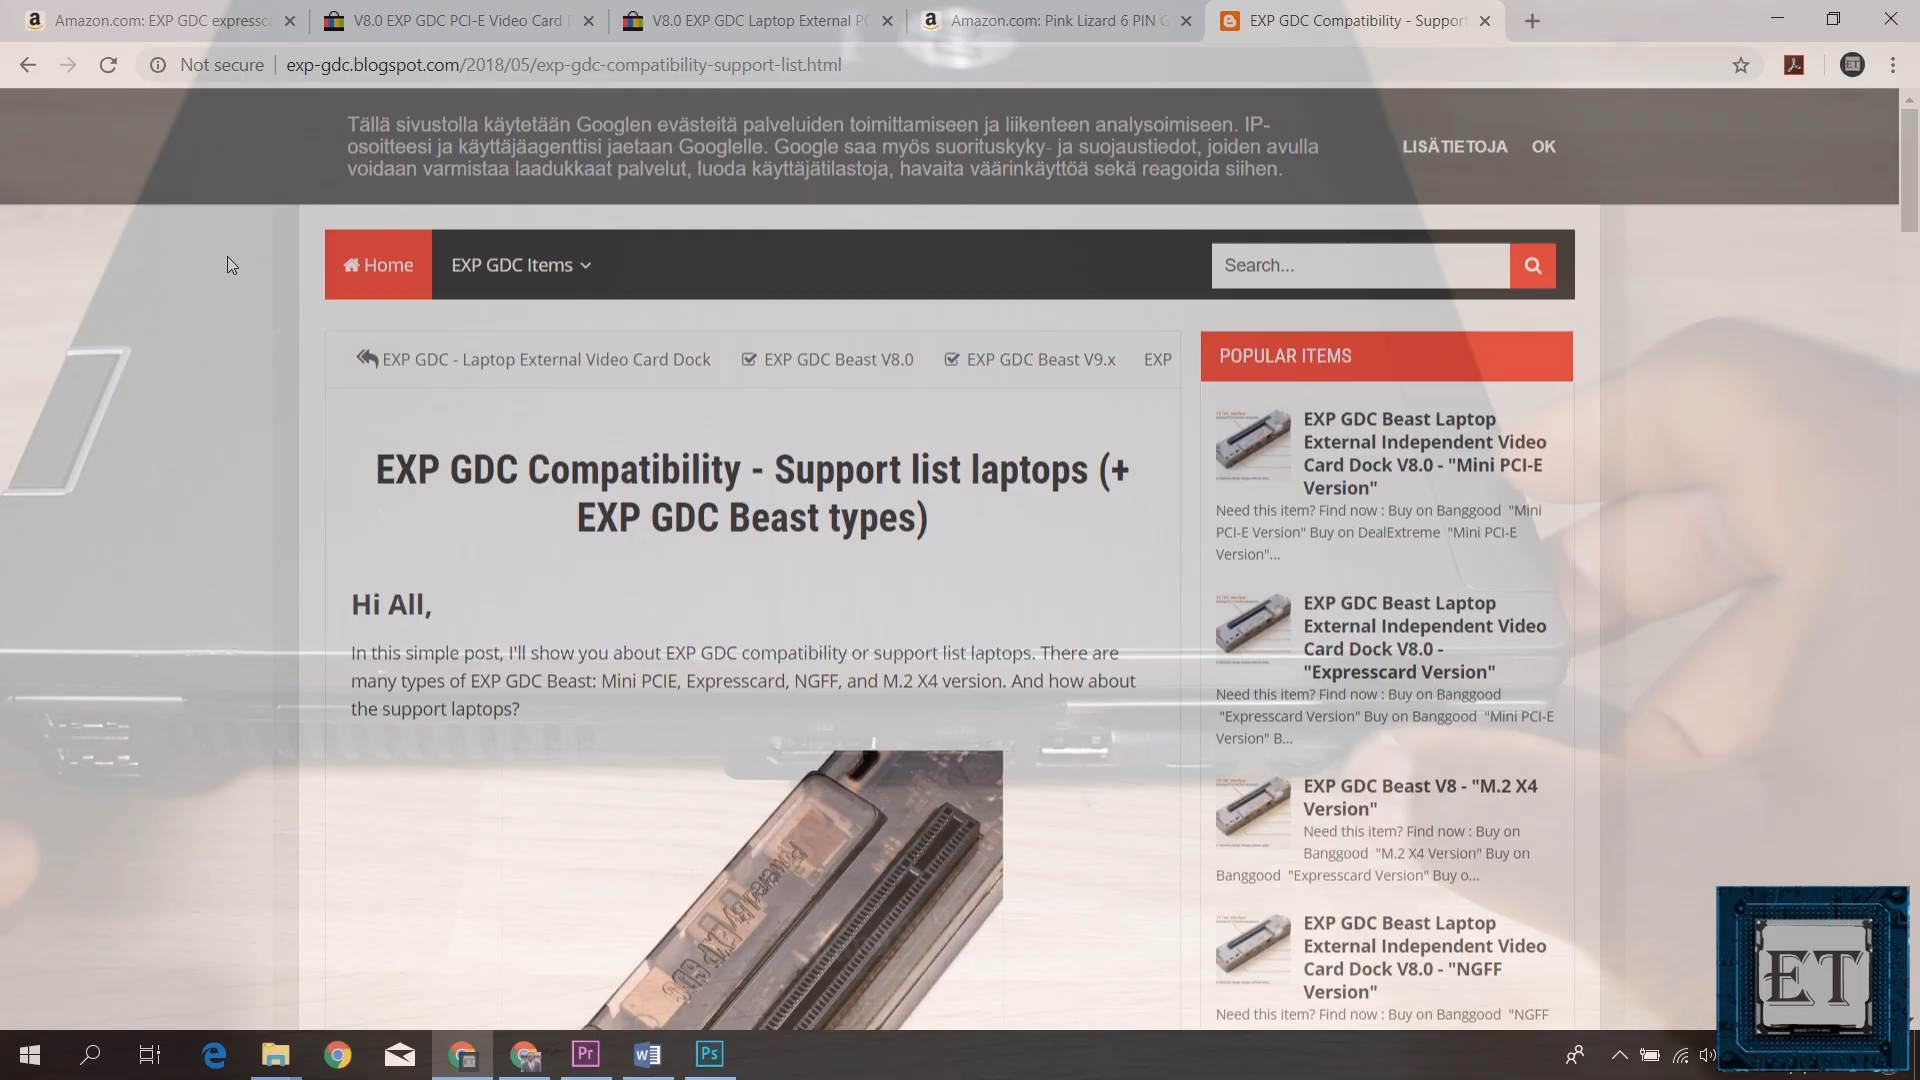 Amazon.com: EXP GDC expressc
V8.0 EXP GDC PCI-E Video Card
V8.0 EXP GDC Laptop External PC
Amazon.com: Pink Lizard 6 PIN G
EXP GDC Compatibility - Support
Not secure
exp-gdc.blogspot.com/2018/05/exp-gdc-compatibility-support-list.html
ET
Tällä sivustolla käytetään Googlen evästeitä palveluiden toimittamiseen ja liikenteen analysoimiseen. IP-
osoitteesi ja käyttäjäagenttisi jaetaan Googlelle. Google saa myös suorituskyky- ja suojaustiedot, joiden avulla
voidaan varmistaa laadukkaat palvelut, luoda käyttäjätilastoja, havaita väärinkäyttöä sekä reagoida siihen.
LISÄTIETOJA OK
Home
EXP GDC Items
Search...
EXP GDC - Laptop External Video Card Dock
EXP GDC Beast V8.0
EXP GDC Beast V9.x
EXP
EXP GDC Compatibility - Support list laptops (+
EXP GDC Beast types)
Hi All,
In this simple post, I'll show you about EXP GDC compatibility or support list laptops. There are
many types of EXP GDC Beast: Mini PCIE, Expresscard, NGFF, and M.2 X4 version. And how about
the support laptops?
Powered by EXP GDC
POPULAR ITEMS
EXP GDC Beast Laptop
External Independent Video
Card Dock V8.0 - "Mini PCI-E
Version"
Need this item? Find now : Buy on Banggood "Mini
PCI-E Version" Buy on DealExtreme "Mini PCI-E
Version"...
EXP GDC Beast Laptop
External Independent Video
Card Dock V8.0 -
"Expresscard Version"
Need this item? Find now : Buy on Banggood
"Expresscard Version" Buy on Banggood "Mini PCI-E
Version" B...
EXP GDC Beast V8 - "M.2 X4
Version"
Need this item? Find now : Buy on
Banggood "M.2 X4 Version" Buy on
Banggood "Expresscard Version" Buy o...
EXP GDC Beast Laptop
External Independent Video
Card Dock V8.0 - "NGFF
Version"
Need this item? Find now : Buy on Banggood "NGFF
ET
Pr
Ps